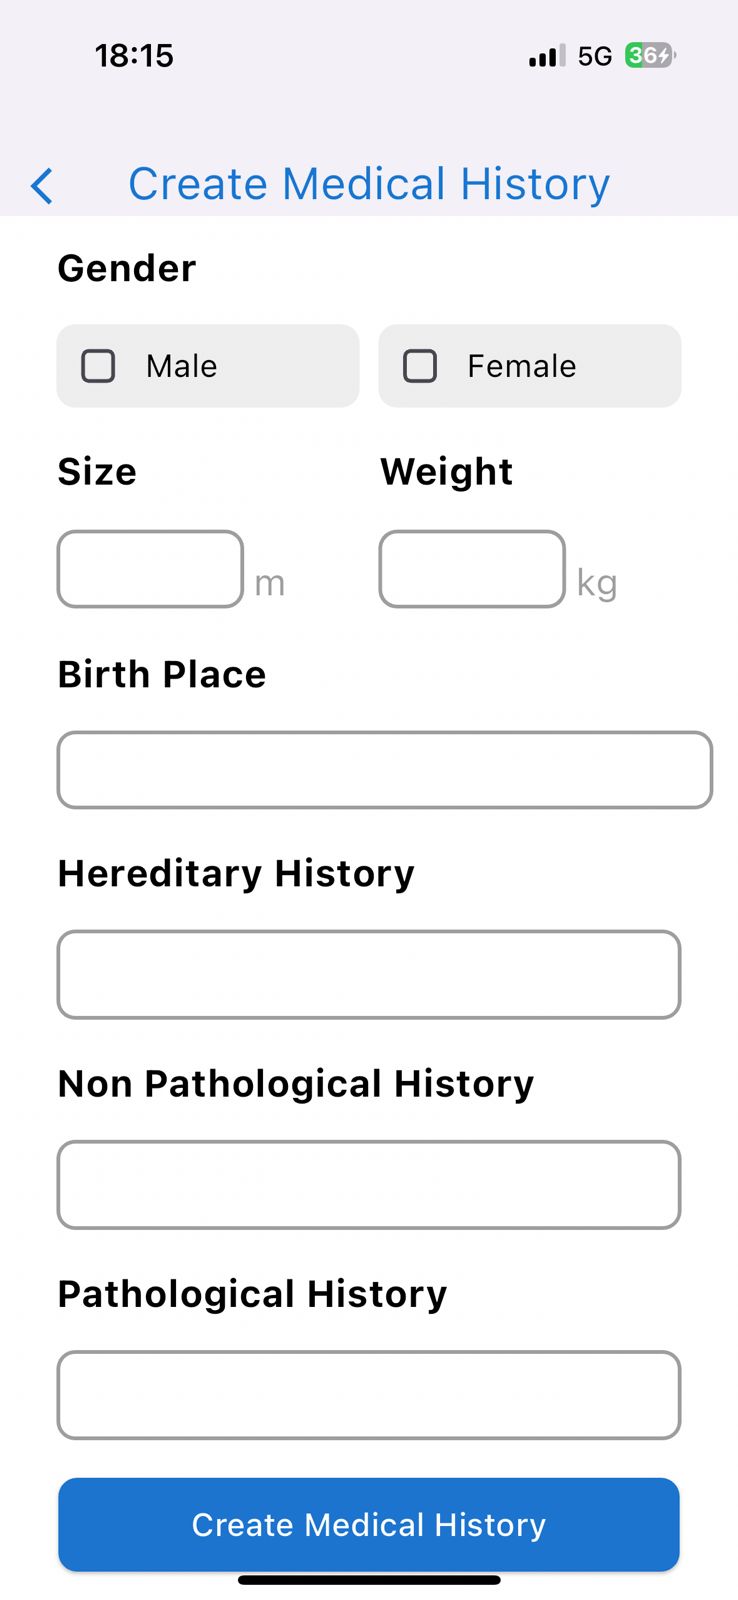 18:15 5G 36
Create Medical History
Gender
Male Female
Size Weight
m kg
Birth Place
Hereditary History
Non Pathological History
Pathological History
Create Medical History